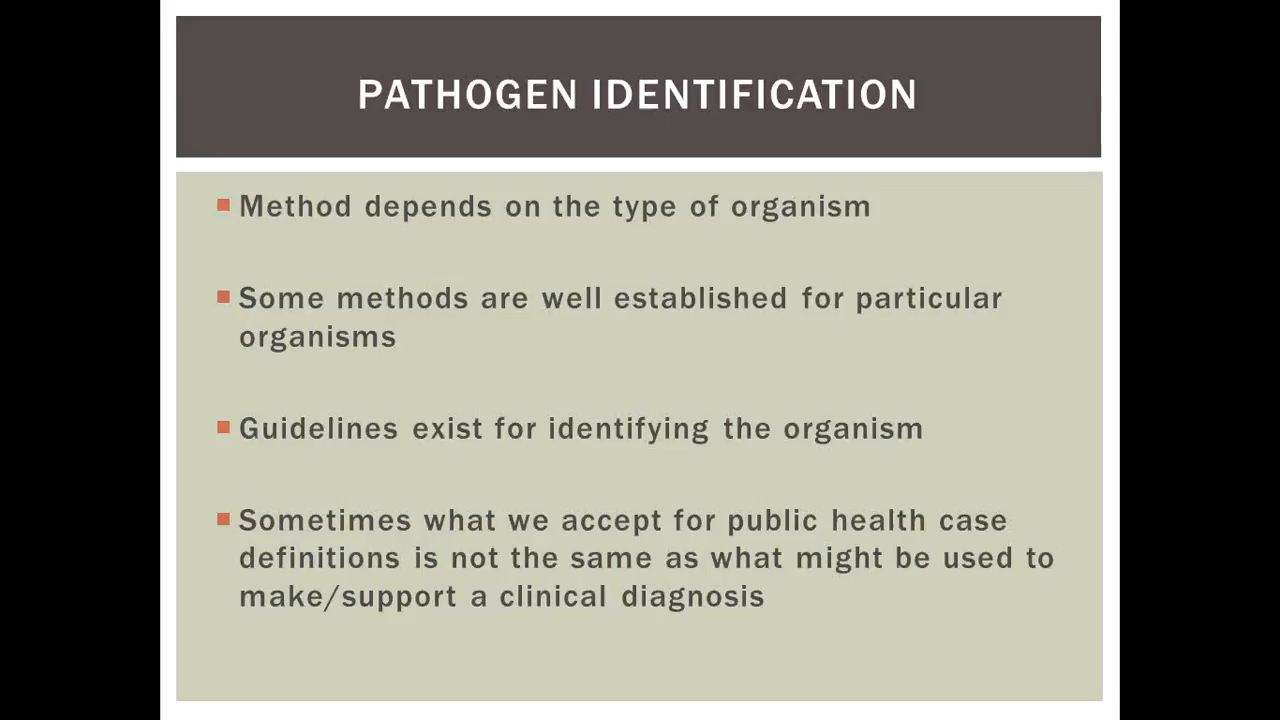 PATHOGEN IDENTIFICATION
Method depends on the type of organism
Some methods are well established for particular
organisms
Guidelines exist for identifying the organism
Sometimes what we accept for public health case
definitions is not the same as what might be used to
make/support a clinical diagnosis